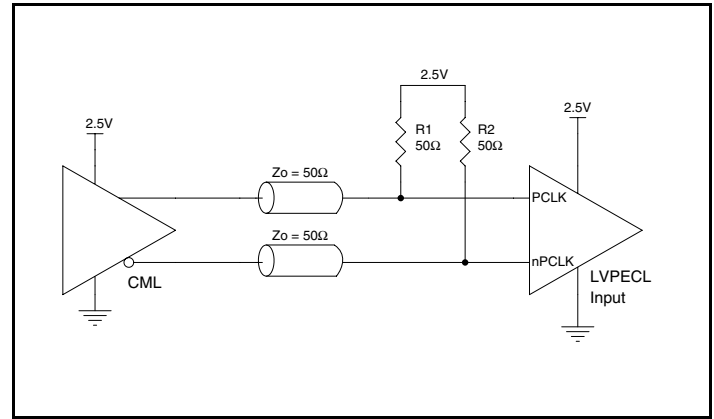 2.5V
2.5V
2.5V
R1
50Ω
R2
50Ω
Zo = 50Ω
PCLK
Zo = 50Ω
nPCLK
CML
LVPECL
Input